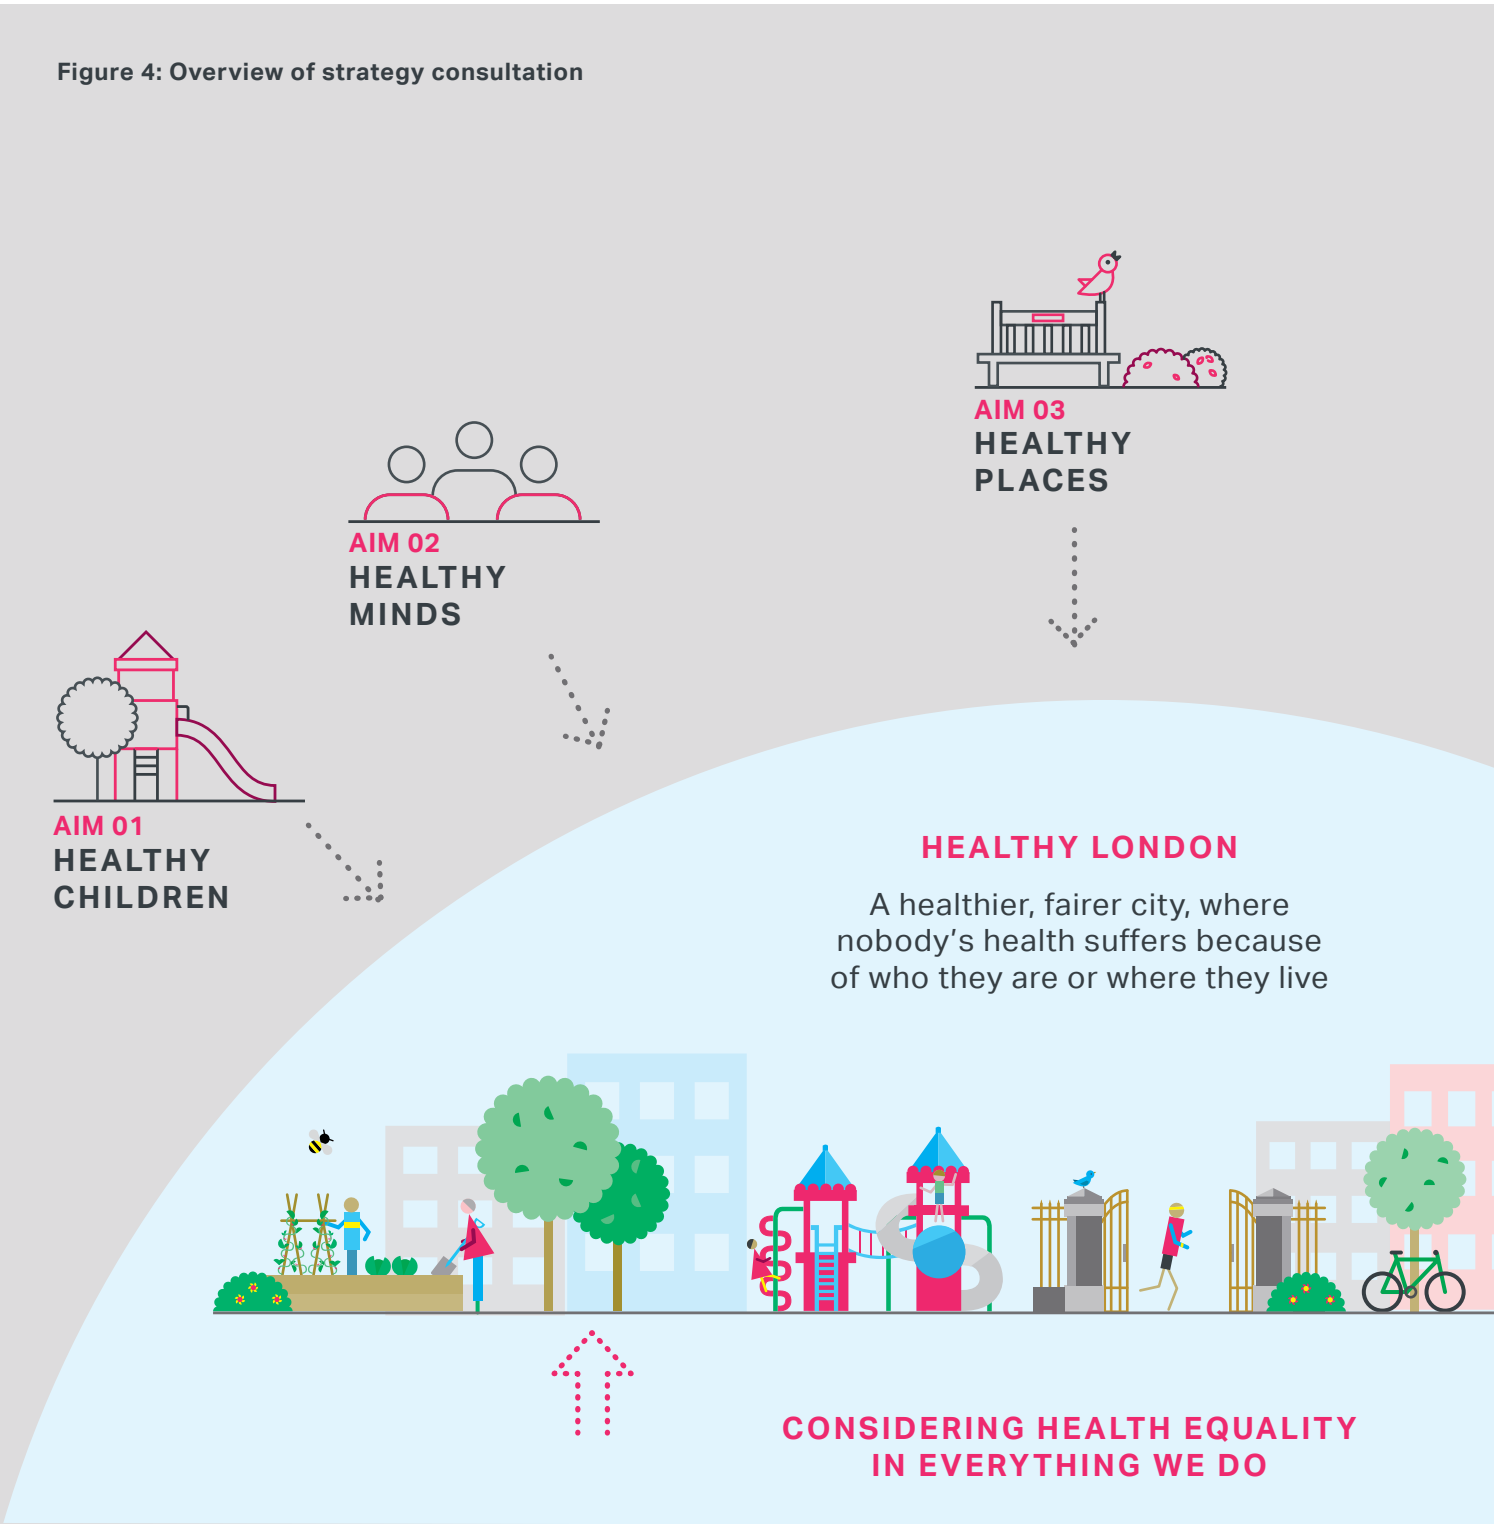 Figure 4: Overview of strategy consultation
AIM 03
HEALTHY
PLACES
AIM 02
HEALTHY
MINDS
AIM 01
HEALTHY
CHILDREN
HEALTHY LONDON
A healthier, fairer city, where
nobody's health suffers because
of who they are or where they live
CONSIDERING HEALTH EQUALITY
IN EVERYTHING WE DO